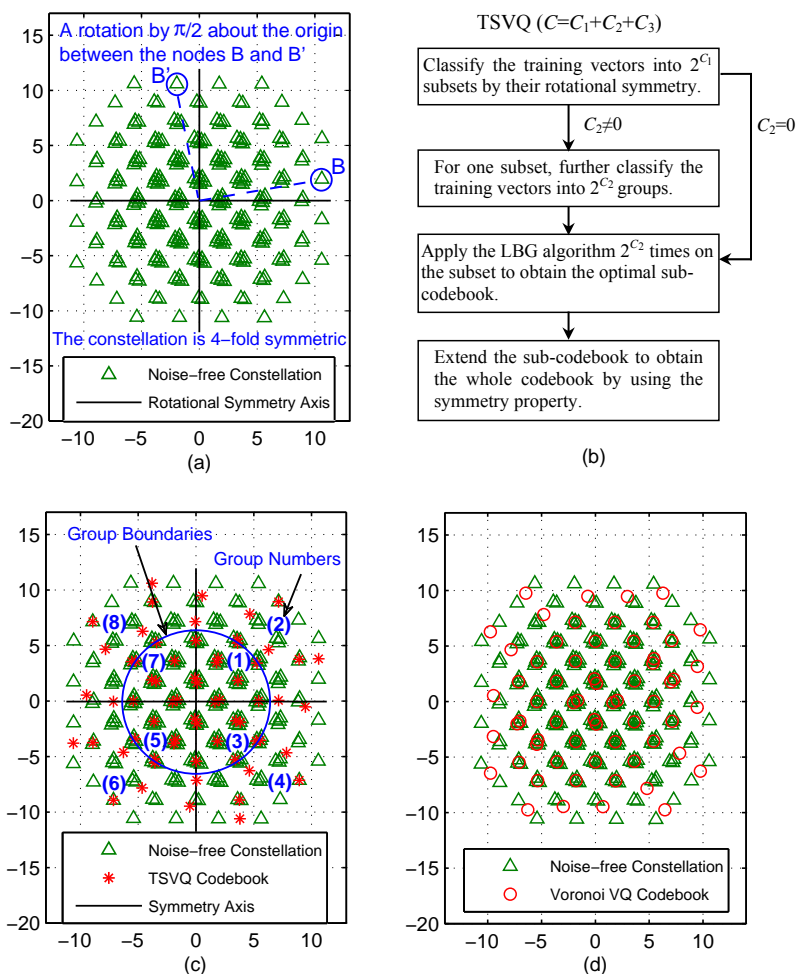 A rotation by π/2 about the origin
between the nodes B and B'
B'
B
15
10
5
0
−5
−10
−15
−20
The constellation is 4−fold symmetric
Noise−free Constellation
Rotational Symmetry Axis
−10 −5 0 5 10
(a)
TSVQ (C=C1+C2+C3)
Classify the training vectors into 2^C1
subsets by their rotational symmetry.
C2≠0
C2=0
For one subset, further classify the
training vectors into 2^C2 groups.
Apply the LBG algorithm 2^C2 times on
the subset to obtain the optimal sub-
codebook.
Extend the sub-codebook to obtain
the whole codebook by using the
symmetry property.
(b)
Group Boundaries
Group Numbers
15
10
5
0
−5
−10
−15
−20
(8)
(2)
(7)
(1)
(5)
(3)
(6)
(4)
Noise−free Constellation
TSVQ Codebook
Symmetry Axis
−10 −5 0 5 10
(c)
15
10
5
0
−5
−10
−15
−20
Noise−free Constellation
Voronoi VQ Codebook
−10 −5 0 5 10
(d)